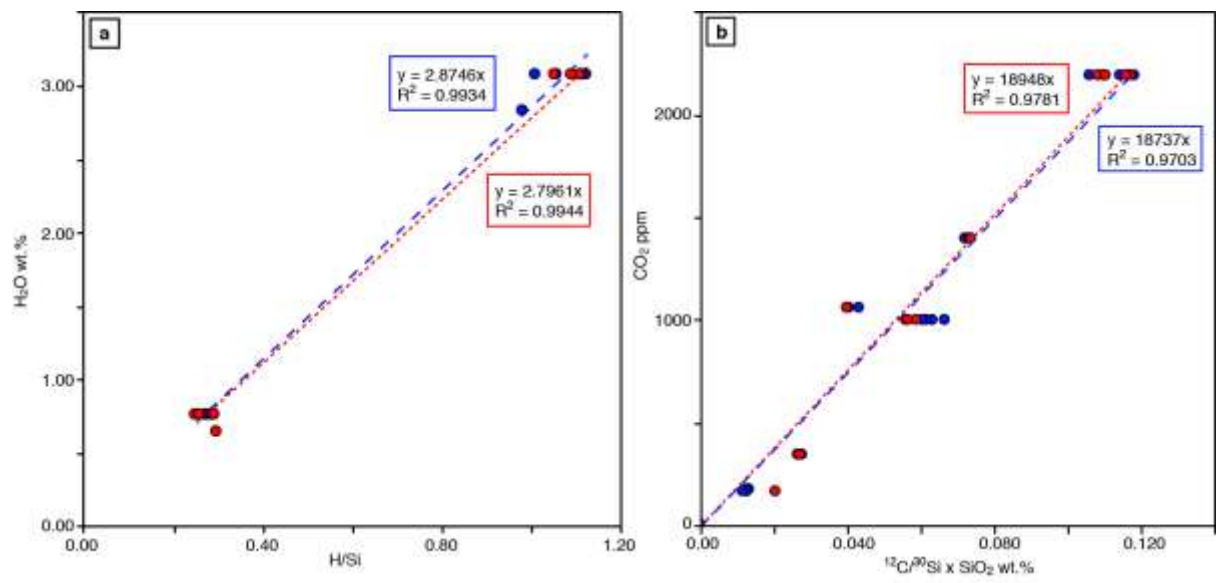 a
y = 2.8746x
R² = 0.9934
y = 2.7961x
R² = 0.9944
H₂O wt.%
3.00
2.00
1.00
0.00
0.00
0.40
0.80
1.20
H/Si
b
y = 18948x
R² = 0.9781
y = 18737x
R² = 0.9703
CO₂ ppm
2000
1000
0
0.00
0.040
0.080
0.120
¹²C/³⁰Si x SiO₂ wt.%